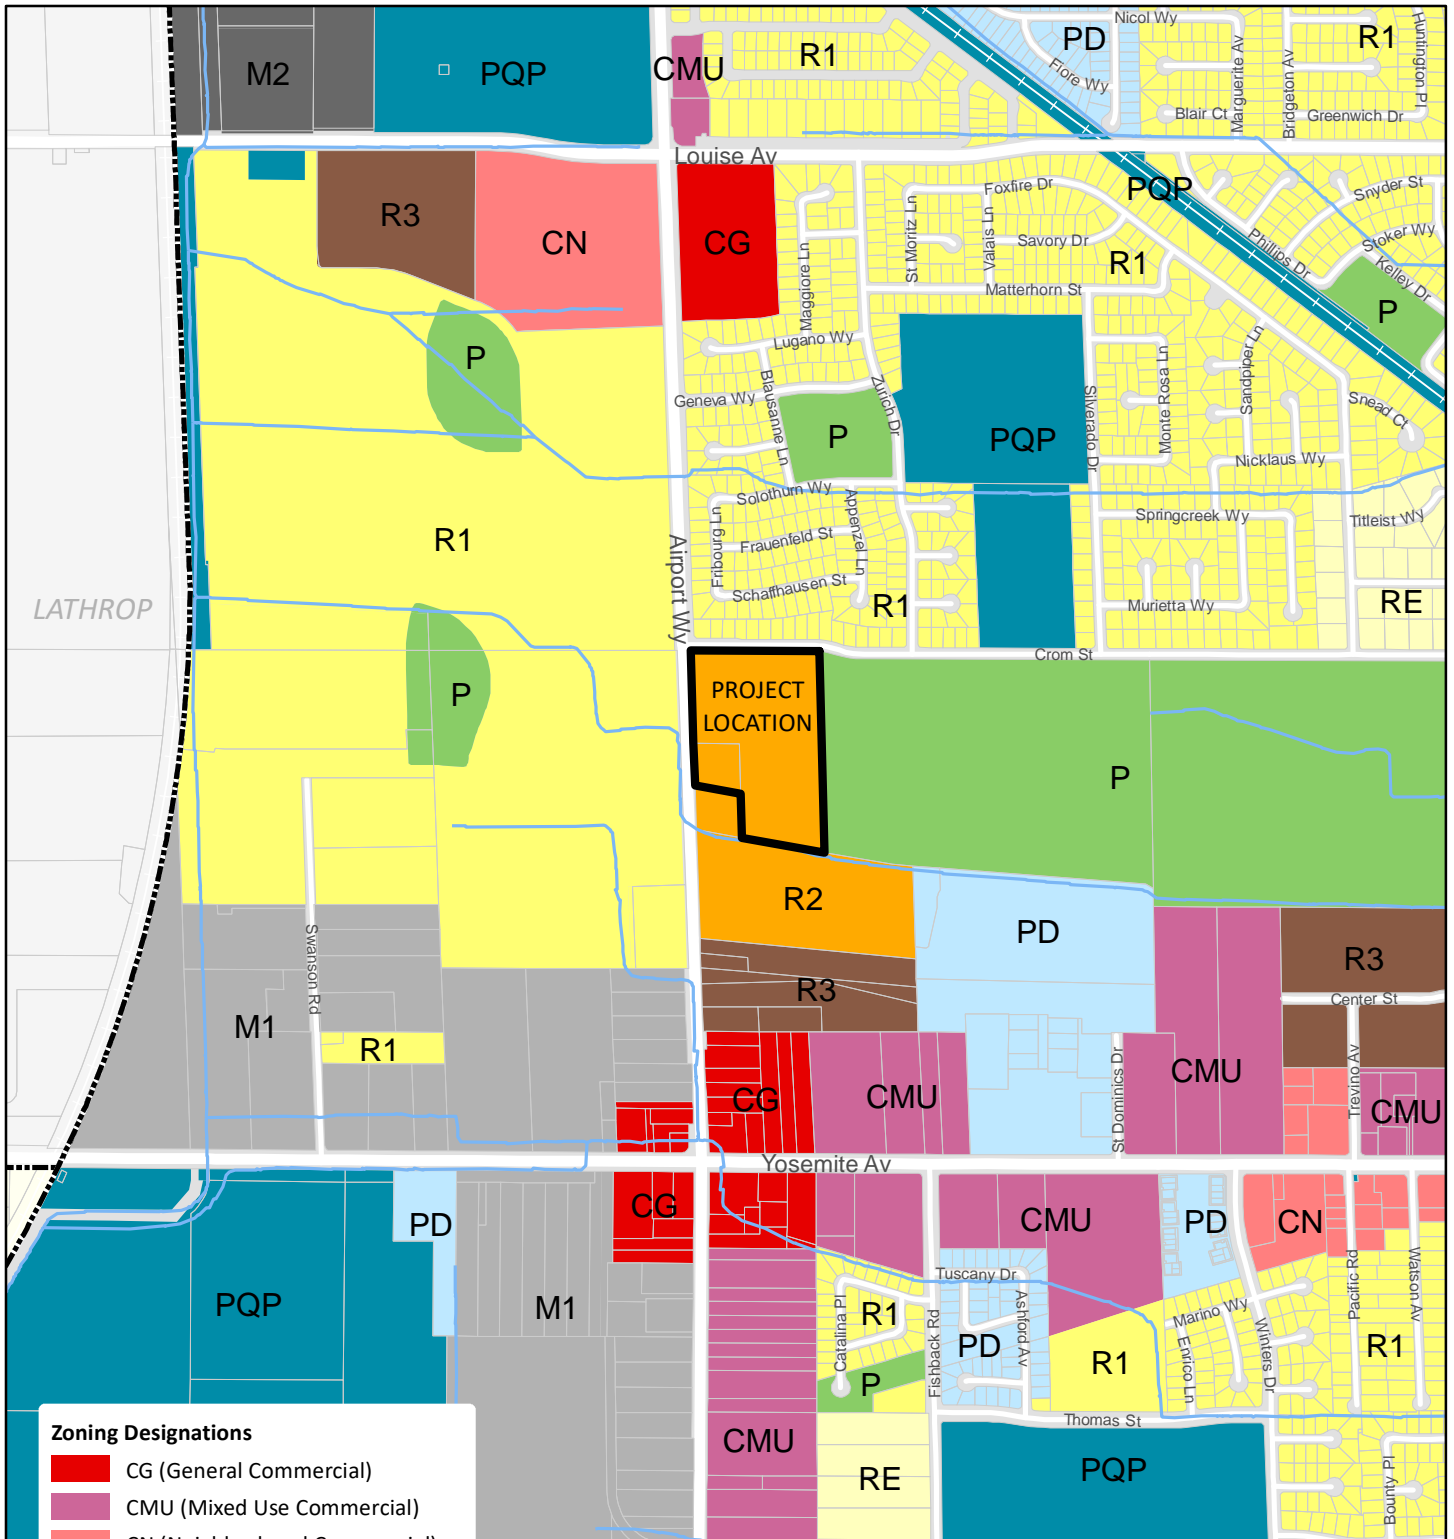 M2
PQP
CMU
R1
PD
Nicol Wy
Fiore Wy
Marguerite Av
Bridgeton Av
R1
Huntington Pl
Blair Ct
Greenwich Dr
Louise Av
R3
CN
CG
Maggiore Ln
St Moritz Ln
Foxfire Dr
Valais Ln
Savory Dr
Matterhorn St
R1
PQP
Phillips Dr
Snyder St
Stoker Wy
Kelley Dr
P
P
Lugano Wy
Geneva Wy
Blausanne Ln
Zurich Dr
P
PQP
Silverado Dr
Monte Rosa Ln
Sandpiper Ln
Snead Ct
Nicklaus Wy
R1
Airport Wy
Solothurn Wy
Fribourg Ln
Frauenfeld St
Appenzel Ln
Schaffhausen St
R1
Springcreek Wy
Titleist Wy
Murietta Wy
RE
LATHROP
Crom St
P
PROJECT
LOCATION
P
R2
PD
R3
R3
Center St
Swanson Rd
M1
R1
CG
CMU
St Dominics Dr
CMU
Trevino Av
CMU
Yosemite Av
PD
CG
CMU
PD
CN
PQP
M1
Tuscany Dr
Catalina Pl
R1
Fishback Rd
Ashford Av
PD
R1
Marino Wy
Enrico Ln
Winters Dr
Pacific Rd
Watson Av
R1
P
Thomas St
CMU
RE
PQP
Bounty Pl
Zoning Designations
CG (General Commercial)
CMU (Mixed Use Commercial)
CN (Neighborhood Commercial)